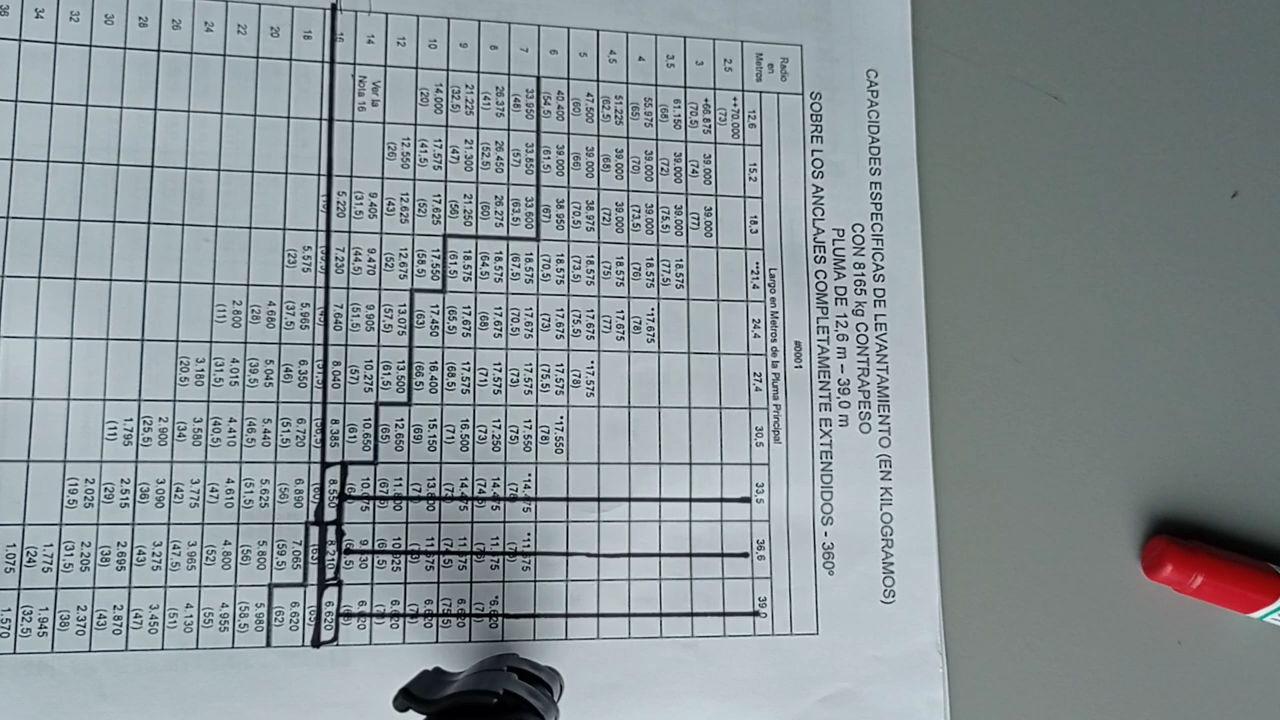 CAPACIDADES ESPECIFICAS DE LEVANTAMIENTO (EN KILOGRAMOS)
CON 8165 kg CONTRAPESO
PLUMA DE 12,6 m – 39,0 m
SOBRE LOS ANCLAJES COMPLETAMENTE EXTENDIDOS - 360º
#0001
Radio en Metros Largo en Metros de la Pluma Principal
12,6 15,2 18,3 **21,4 24,4 27,4 30,5 33,5 36,6 39,0
2,5 ++70.000
(73)
3 +66.875 39.000 39.000
(70,5) (74) (77)
3,5 61.150 39.000 39.000 18.575
(68) (72) (75,5) (77,5)
4 55.975 39.000 39.000 18.575 *17.675
(65) (70) (73,5) (76) (78)
4,5 51.225 39.000 39.000 18.575 17.675
(62,5) (68) (72) (75) (77)
5 47.500 39.000 38.975 18.575 17.675 *17.575
(60) (66) (70,5) (73,5) (75,5) (78)
6 40.400 39.000 38.950 18.575 17.675 17.575 *17.550
(54,5) (61,5) (67) (70,5) (73) (75,5) (78)
7 33.950 33.850 33.600 18.575 17.675 17.575 17.550 *14.475
(48) (57) (63,5) (67,5) (70,5) (73) (75)
8 26.375 26.450 26.275 18.575 17.675 17.575 17.250 14.475 *6.620
(41) (52,5) (60) (64,5) (68) (71) (73)
9 21.225 21.300 21.250 18.575 17.675 17.575 16.500 14.475 6.620
(32,5) (47) (56) (61,5) (65,5) (68,5) (71) (75,5)
10 14.000 17.575 17.625 17.550 17.450 16.400 15.150 6.620
(20) (41,5) (52) (58,5) (63) (66,5) (69)
12 12.550 12.625 12.675 13.075 13.500 12.650 6.620
(26) (43) (52) (57,5) (61,5) (65)
14 Ver la Nota 16 9.405 9.470 9.905 10.275 10.650 6.620
(31,5) (44,5) (51,5) (57) (61)
16 5.220 7.230 7.640 8.040 8.385 8.550 8.210 6.620
(63)
18 5.575 5.965 6.350 6.720 6.890 7.065 6.620
(23) (37,5) (46) (51,5) (56) (59,5) (62)
20 4.680 5.045 5.440 5.625 5.800 5.980
(28) (39,5) (46,5) (51,5) (56) (58,5)
22 2.800 4.015 4.410 4.610 4.800 4.955
(11) (31,5) (40,5) (47) (52) (55)
24 3.180 3.580 3.775 3.965 4.130
(20,5) (34) (42) (47,5) (51)
26 2.900 3.090 3.275 3.450
(25,5) (36) (43) (47)
28 1.795 2.515 2.695 2.870
(11) (29) (38) (43)
30 2.025 2.205 2.370
(19,5) (31,5) (38)
32 1.775 1.945
(24) (32,5)
34 1.075 1.570
36